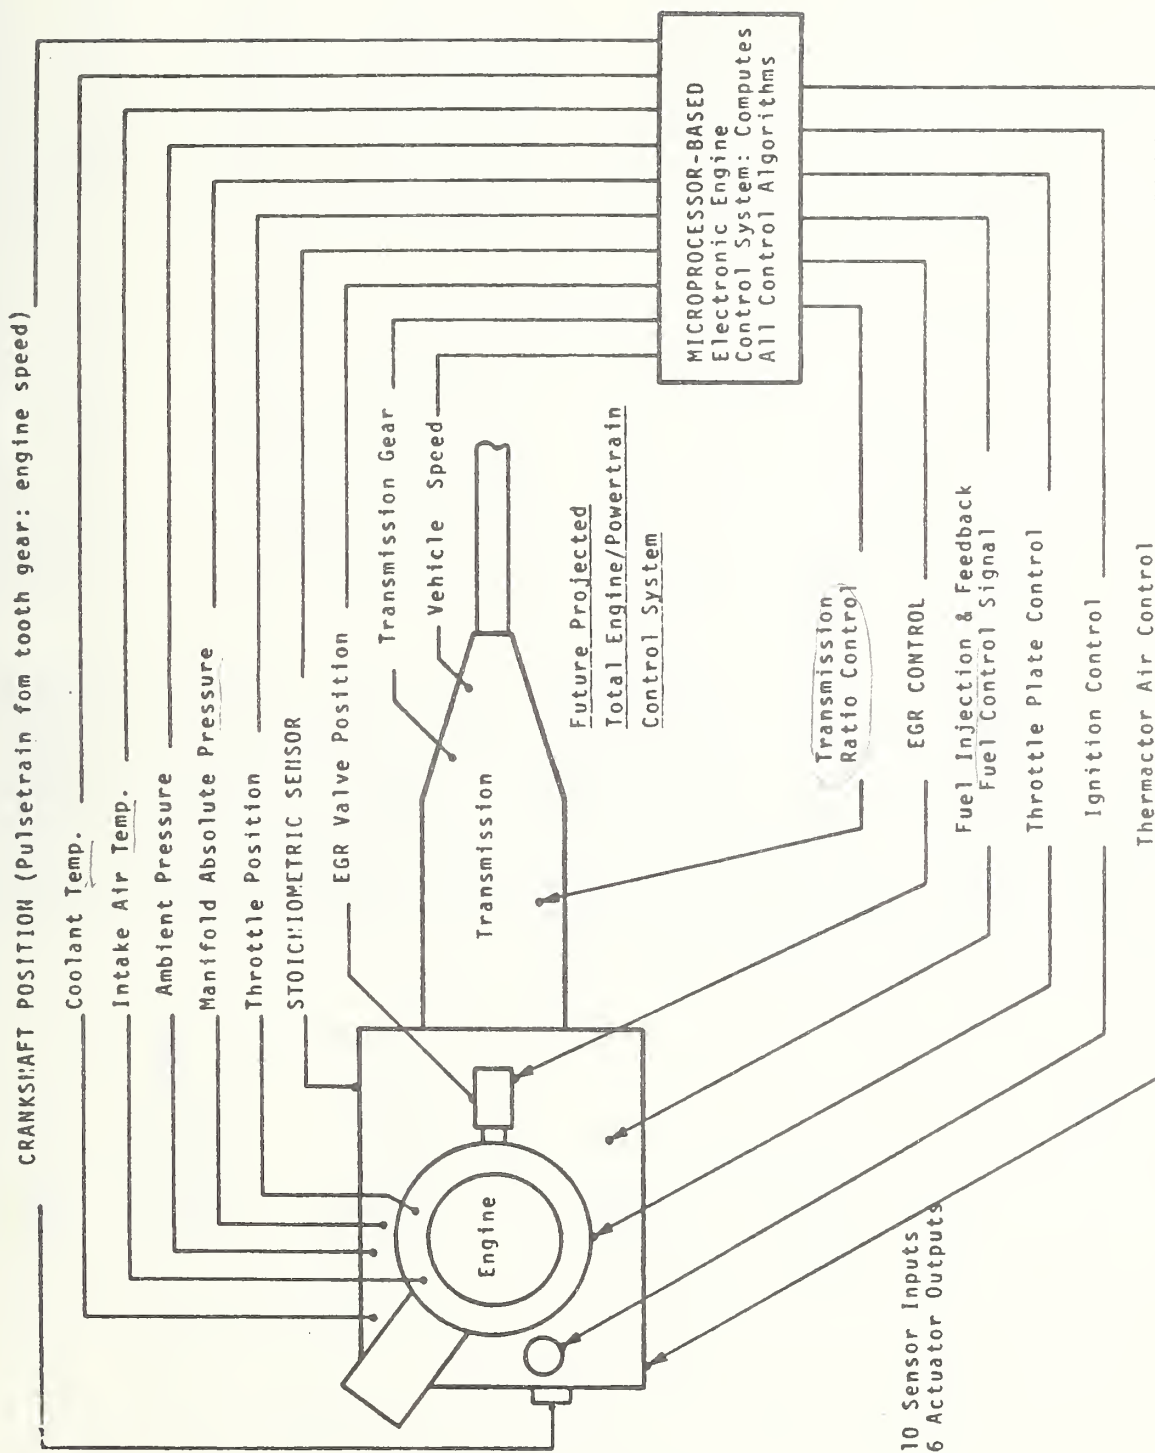 CRANKSHAFT POSITION (Pulsetrain fom tooth gear: engine speed)
Coolant Temp.
Intake Air Temp.
Ambient Pressure
Manifold Absolute Pressure
Throttle Position
STOICHIOMETRIC SENSOR
EGR Valve Position
Transmission Gear
Vehicle Speed
Engine
Transmission
Future Projected
Total Engine/Powertrain
Control System
MICROPROCESSOR-BASED
Electronic Engine
Control System: Computes
All Control Algorithms
Transmission
Ratio Control
EGR CONTROL
Fuel Injection & Feedback
Fuel Control Signal
Throttle Plate Control
Ignition Control
Thermactor Air Control
10 Sensor Inputs
6 Actuator Outputs